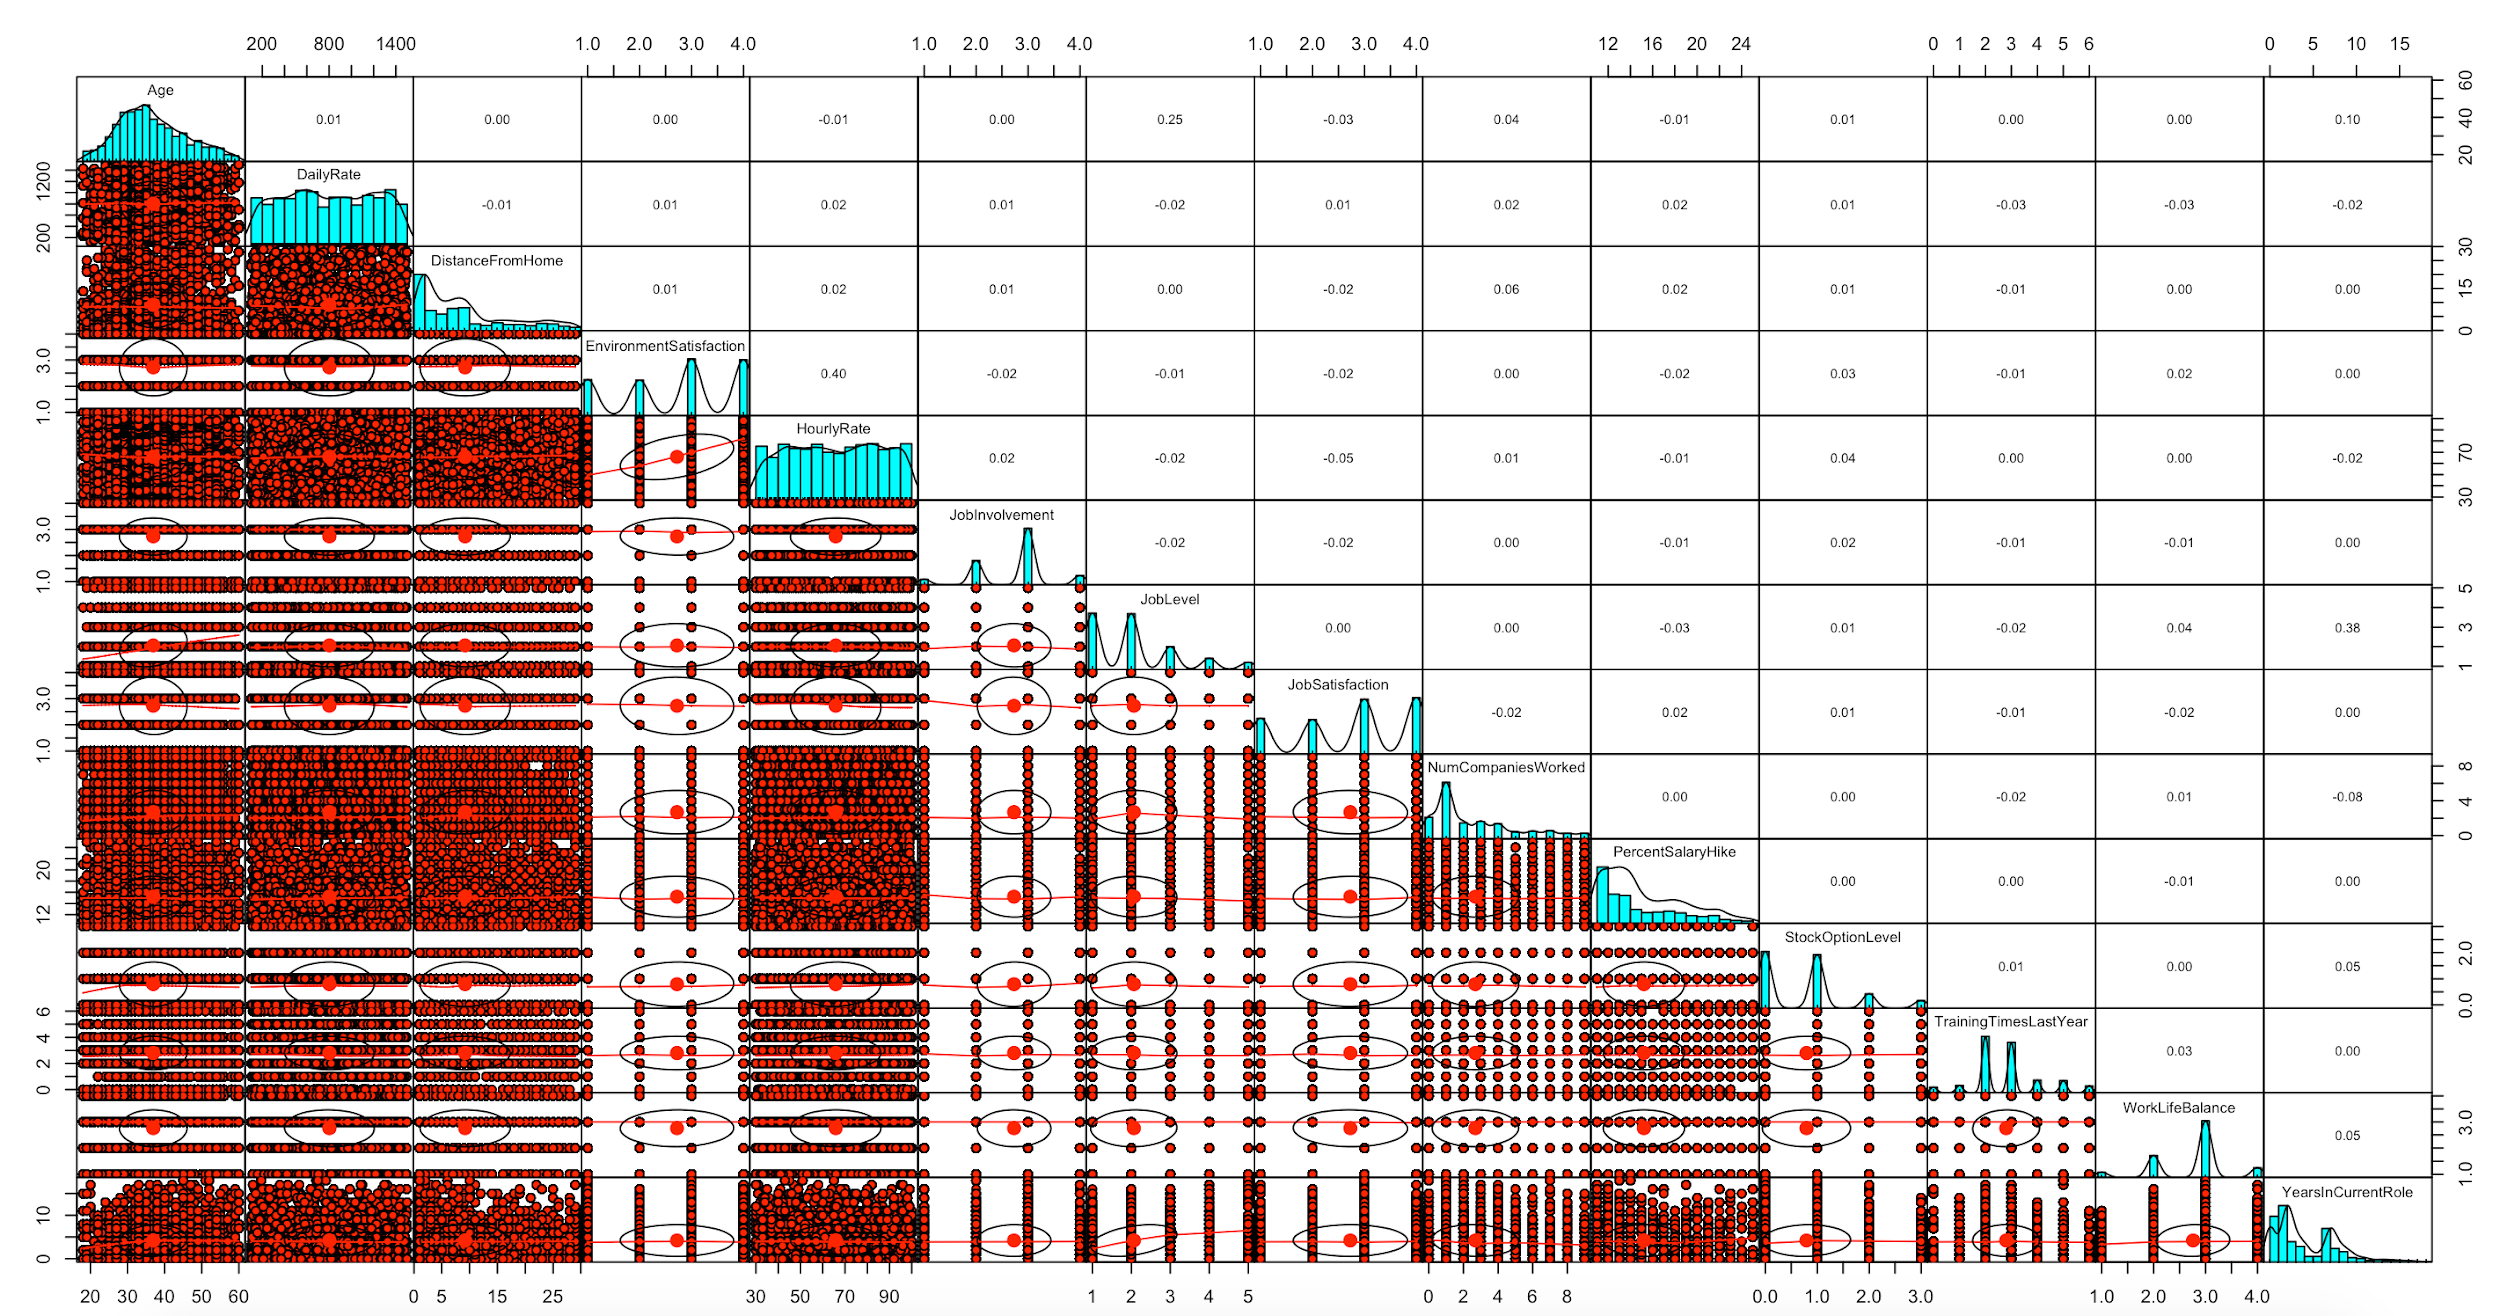 200 800 1400 1.0 2.0 3.0 4.0 1.0 2.0 3.0 4.0 1.0 2.0 3.0 4.0 12 16 20 24 0 1 2 3 4 5 6 0 5 10 15
Age
0.01 0.00 0.00 -0.01 0.00 0.25 -0.03 0.04 -0.01 0.01 0.00 0.00 0.10
20 40 60
DailyRate
200 1200
-0.01 0.01 0.02 0.01 -0.02 0.01 0.02 0.02 0.01 -0.03 -0.03 -0.02
DistanceFromHome
0.01 0.02 0.01 0.00 -0.02 0.06 0.02 0.01 -0.01 0.00 0.00
0 15 30
EnvironmentSatisfaction
1.0 3.0
0.40 -0.02 -0.01 -0.02 0.00 -0.02 0.03 -0.01 0.02 0.00
HourlyRate
0.02 -0.02 -0.05 0.01 -0.01 0.04 0.00 0.00 -0.02
30 70
JobInvolvement
1.0 3.0
-0.02 -0.02 0.00 -0.01 0.02 -0.01 -0.01 0.00
JobLevel
0.00 0.00 -0.03 0.01 -0.02 0.04 0.38
1 3 5
JobSatisfaction
1.0 3.0
-0.02 0.02 0.01 -0.01 -0.02 0.00
NumCompaniesWorked
0.00 0.00 -0.02 0.01 -0.08
0 4 8
PercentSalaryHike
12 20
0.00 0.00 -0.01 0.00
StockOptionLevel
0.01 0.00 0.05
0.0 2.0
TrainingTimesLastYear
0 2 4 6
0.03 0.00
WorkLifeBalance
0.05
1.0 3.0
YearsInCurrentRole
0 10
20 30 40 50 60 0 5 15 25 30 50 70 90 1 2 3 4 5 0 2 4 6 8 0.0 1.0 2.0 3.0 1.0 2.0 3.0 4.0